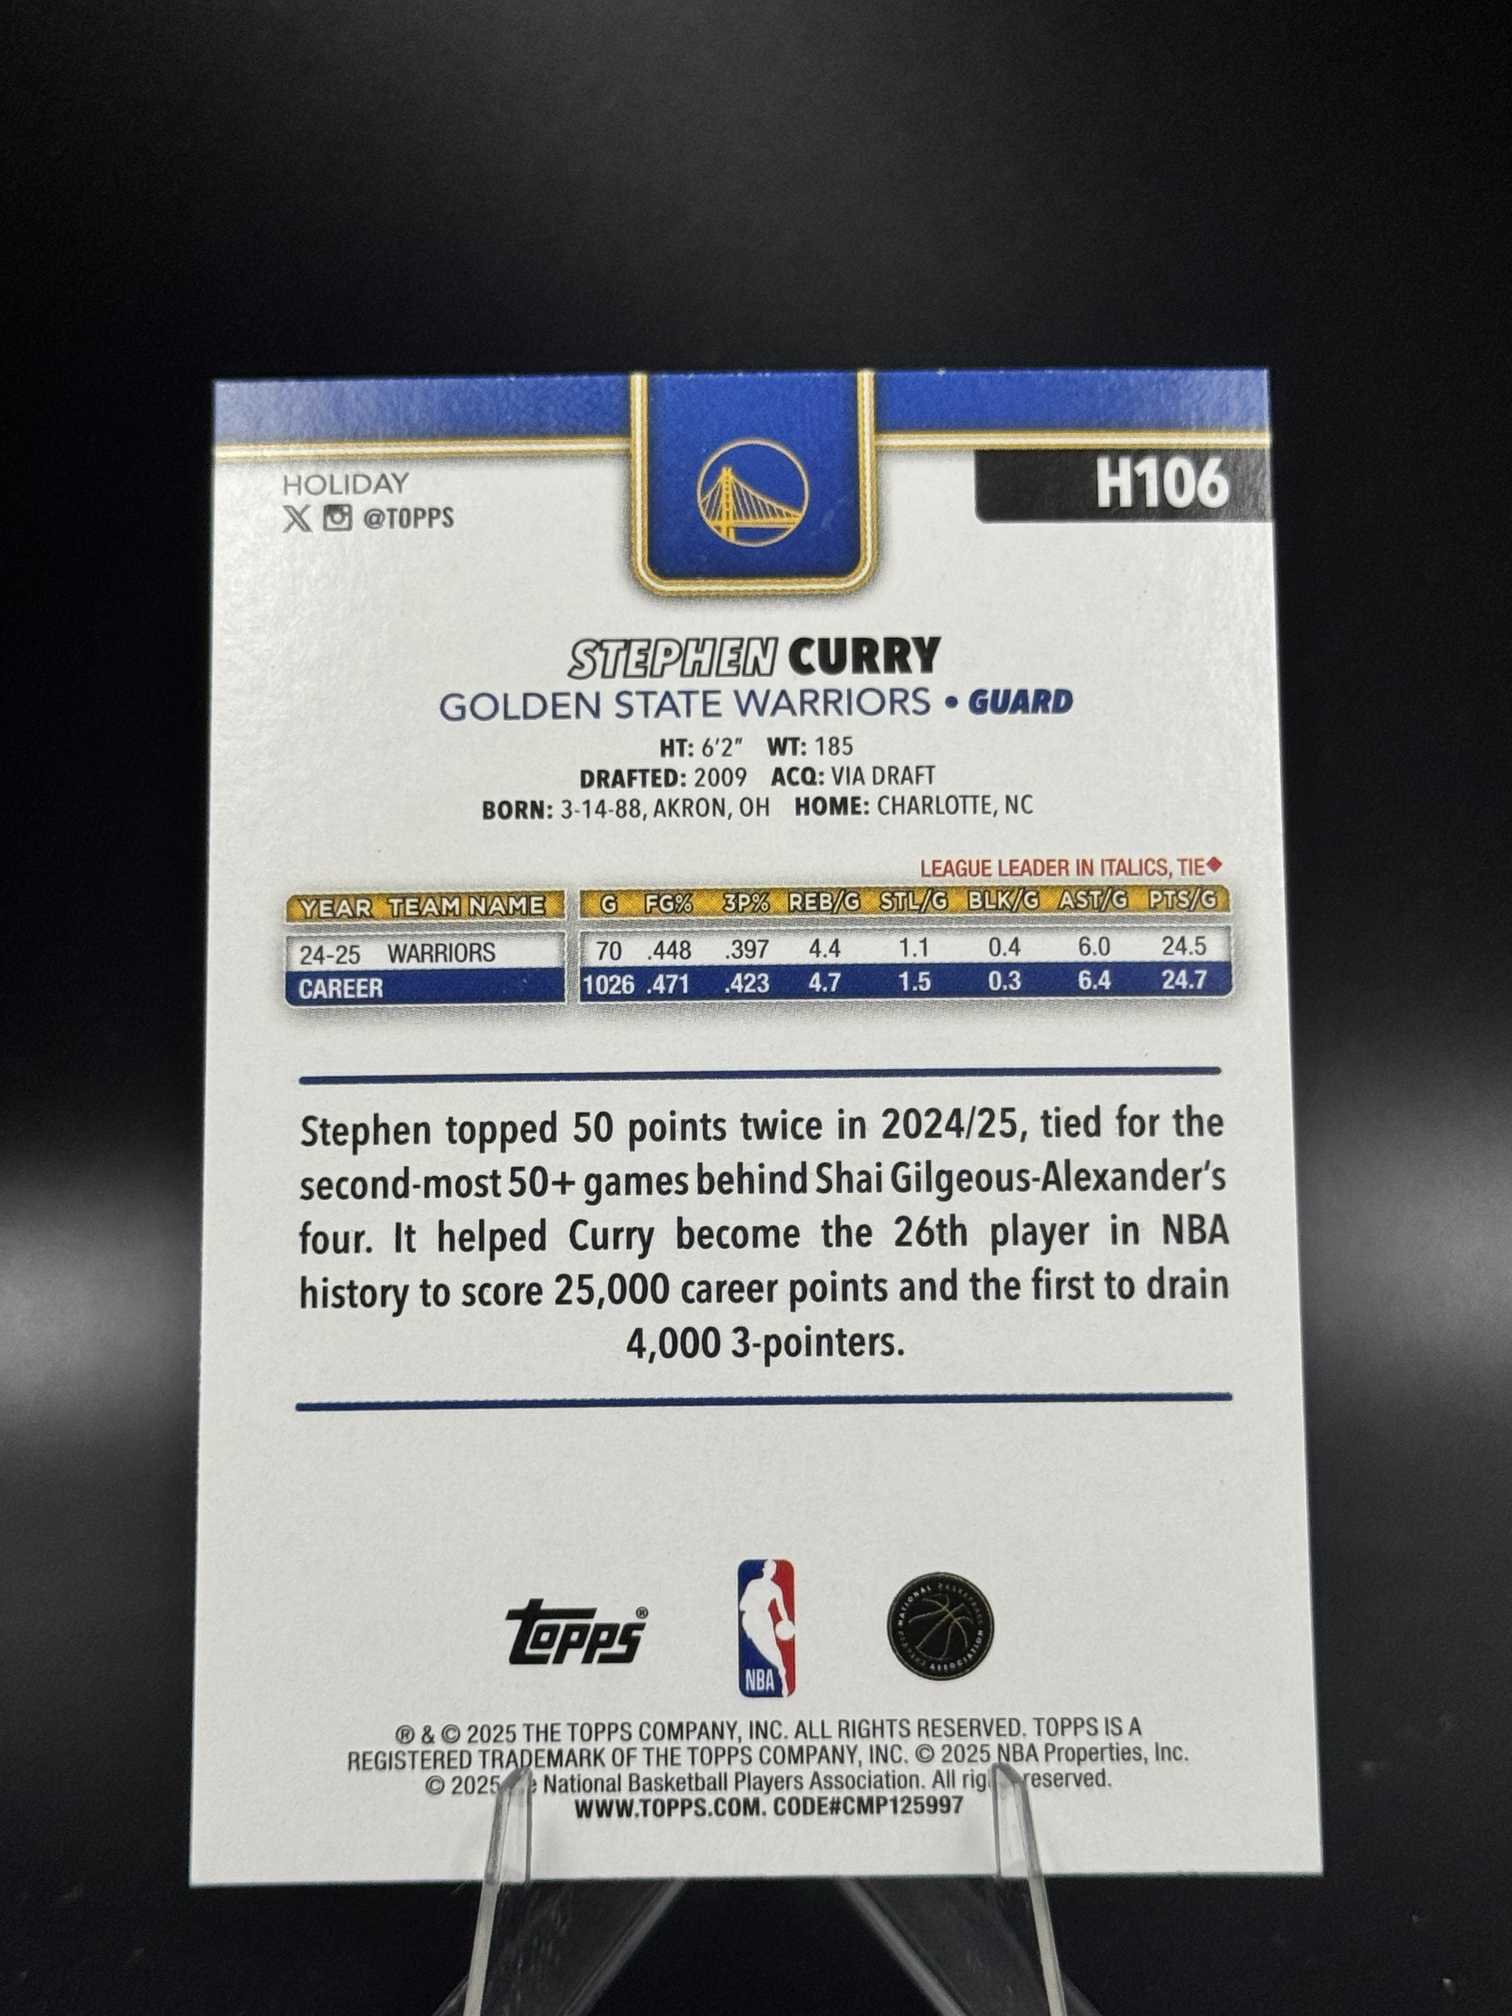 HOLIDAY
H106
X @TOPPS
STEPHEN CURRY
GOLDEN STATE WARRIORS • GUARD
HT: 6'2" WT: 185
DRAFTED: 2009 ACQ: VIA DRAFT
BORN: 3-14-88, AKRON, OH HOME: CHARLOTTE, NC
LEAGUE LEADER IN ITALICS, TIE◆
YEAR TEAM NAME G FG% 3P% REB/G STL/G BLK/G AST/G PTS/G
24-25 WARRIORS 70 .448 .397 4.4 1.1 0.4 6.0 24.5
CAREER 1026 .471 .423 4.7 1.5 0.3 6.4 24.7
Stephen topped 50 points twice in 2024/25, tied for the
second-most 50+ games behind Shai Gilgeous-Alexander's
four. It helped Curry become the 26th player in NBA
history to score 25,000 career points and the first to drain
4,000 3-pointers.
topps®
NBA
NATIONAL BASKETBALL PLAYERS ASSOCIATION
® & © 2025 THE TOPPS COMPANY, INC. ALL RIGHTS RESERVED. TOPPS IS A
REGISTERED TRADEMARK OF THE TOPPS COMPANY, INC. © 2025 NBA Properties, Inc.
© 2025 National Basketball Players Association. All reserved.
WWW.TOPPS.COM. CODE#CMP125997